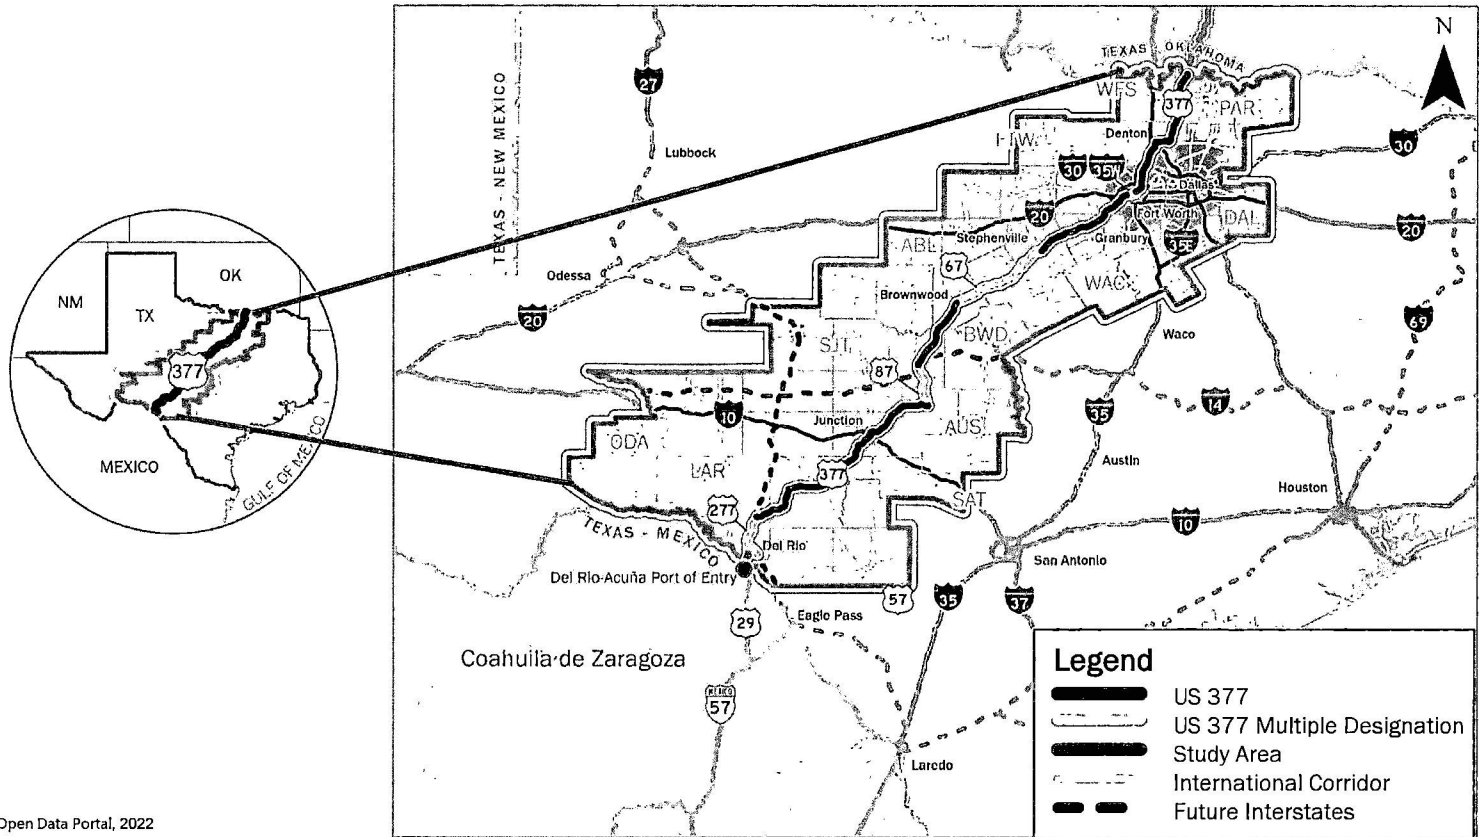 N
TEXAS OKLAHOMA
WFS
377
PAR
27
TEXAS - NEW MEXICO
Denton
30
Lubbock
30
35W
Dallas
20
Fort Worth
DAL
20
ABL
Stephenville
Granbury
35E
OK
67
NM
TX
Odessa
Brownwood
WAC
20
69
SJT
BWD
Waco
377
87
10
Junction
35
14
ODA
AUS
MEXICO
LAR
377
Austin
GULF OF MEXICO
277
SAT
Houston
TEXAS - MEXICO
10
Del Rio
San Antonio
Del Rio-Acuña Port of Entry
57
35
37
29
Eagle Pass
Coahuila de Zaragoza
MEXICO
57
Legend
US 377
US 377 Multiple Designation
Study Area
International Corridor
Future Interstates
Laredo
Open Data Portal, 2022